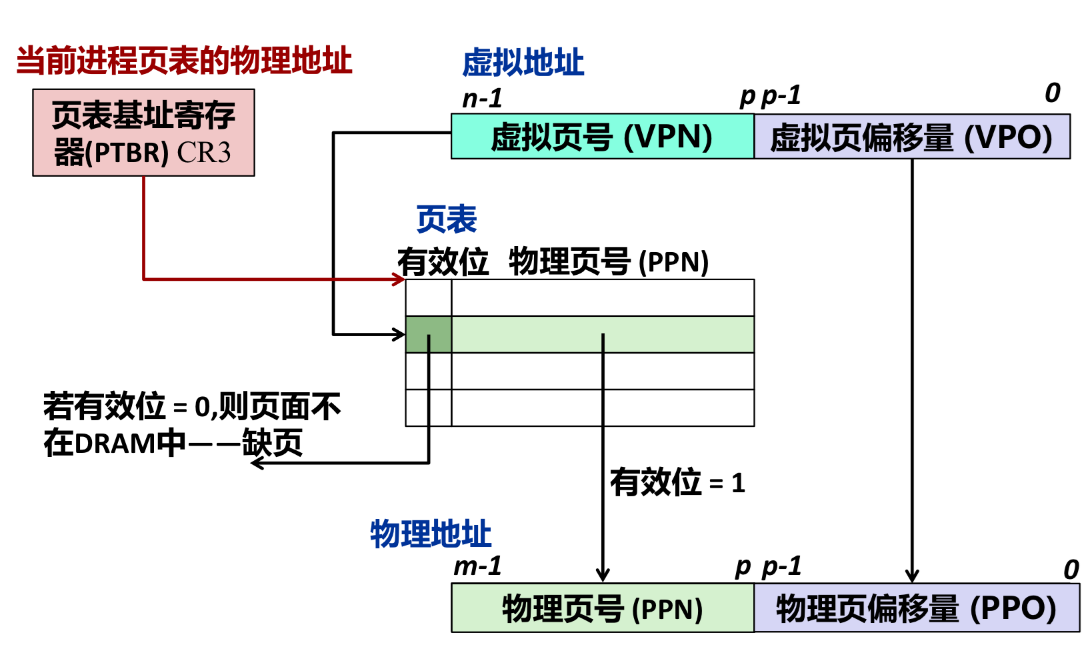 当前进程页表的物理地址
虚拟地址
页表基址寄存
器(PTBR) CR3
n-1
p
p-1
0
虚拟页号 (VPN)
虚拟页偏移量 (VPO)
页表
有效位
物理页号 (PPN)
若有效位 = 0,则页面不
在DRAM中——缺页
有效位 = 1
物理地址
m-1
p
p-1
0
物理页号 (PPN)
物理页偏移量 (PPO)